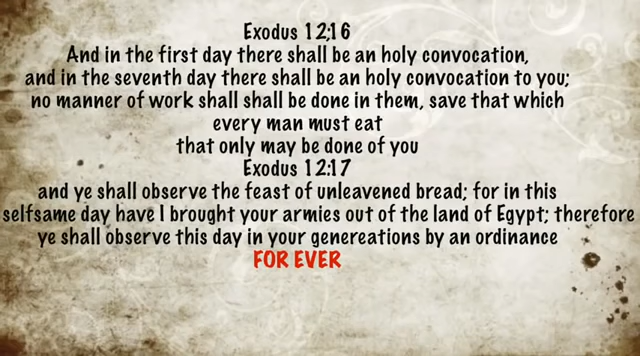 Exodus 12;16
And in the first day there shall be an holy convocation,
and in the seventh day there shall be an holy convocation to you;
no manner of work shall shall be done in them, save that which
every man must eat
that only may be done of you
Exodus 12:17
and ye shall observe the feast of unleavened bread; for in this
selfsame day have I brought your armies out of the land of Egypt; therefore
ye shall observe this day in your genereations by an ordinance
FOR EVER